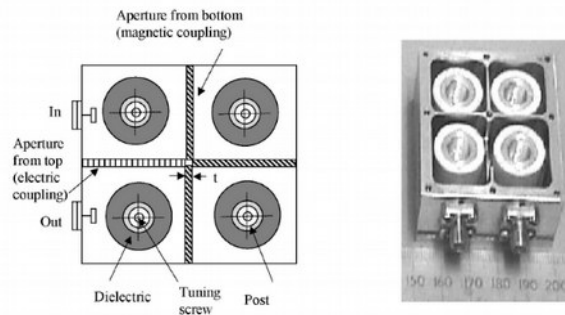 Aperture from bottom
(magnetic coupling)
In
Aperture
from top
(electric
coupling)
t
Out
Dielectric
Tuning
screw
Post
150 160 170 180 190 200